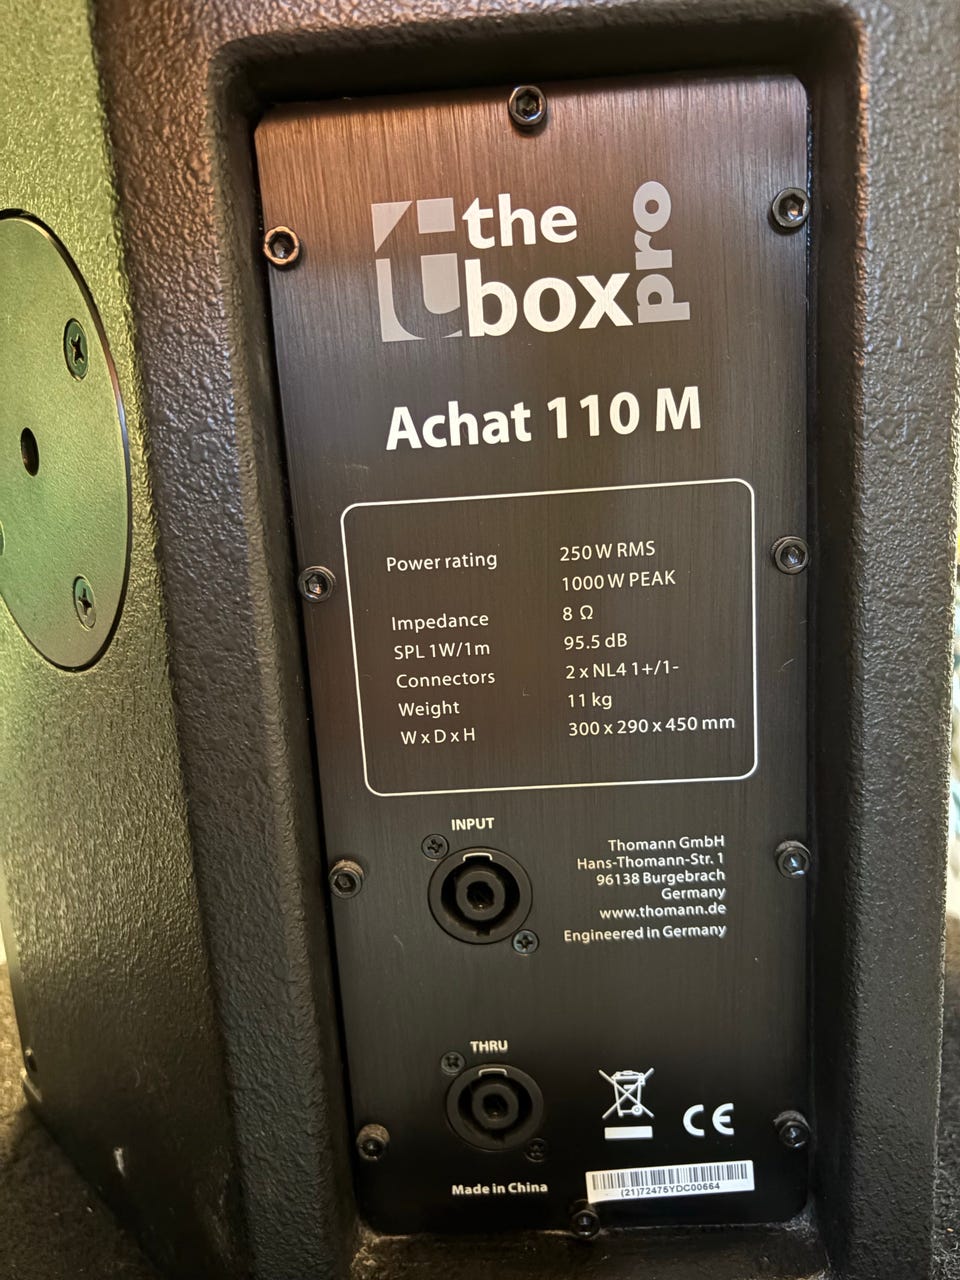 the
box pro
Achat 110 M
Power rating 250 W RMS
1000 W PEAK
Impedance 8 Ω
SPL 1W/1m 95.5 dB
Connectors 2 x NL4 1+/1-
Weight 11 kg
W x D x H 300 x 290 x 450 mm
INPUT
Thomann GmbH
Hans-Thomann-Str. 1
96138 Burgebrach
Germany
www.thomann.de
Engineered in Germany
THRU
CE
Made in China
(21)72475YDC00664